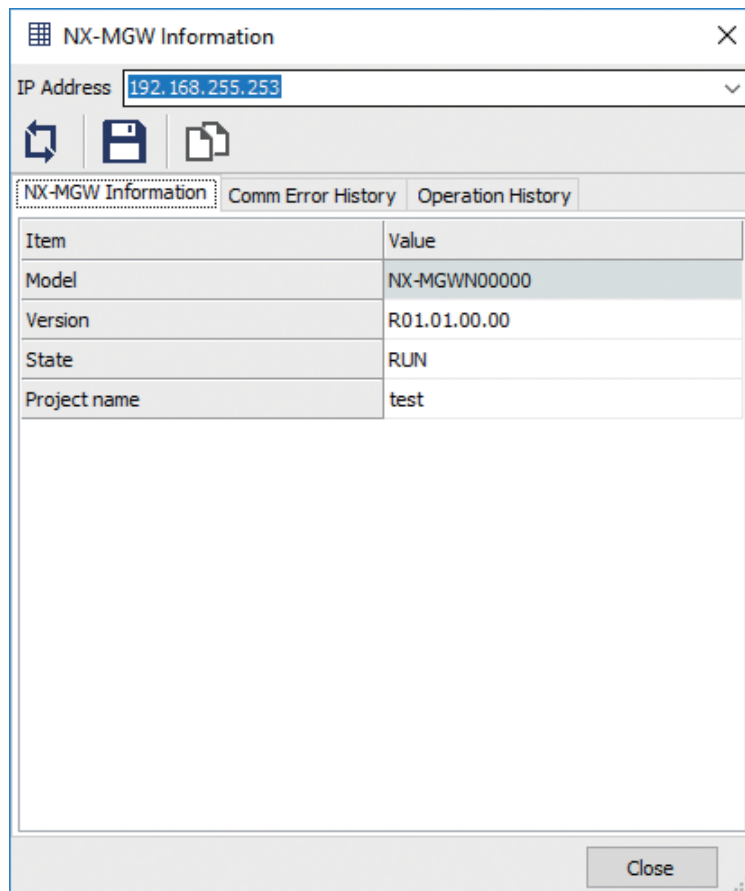 NX-MGW Information
IP Address 192.168.255.253
NX-MGW Information Comm Error History Operation History
Item Value
Model NX-MGWN00000
Version R01.01.00.00
State RUN
Project name test
Close